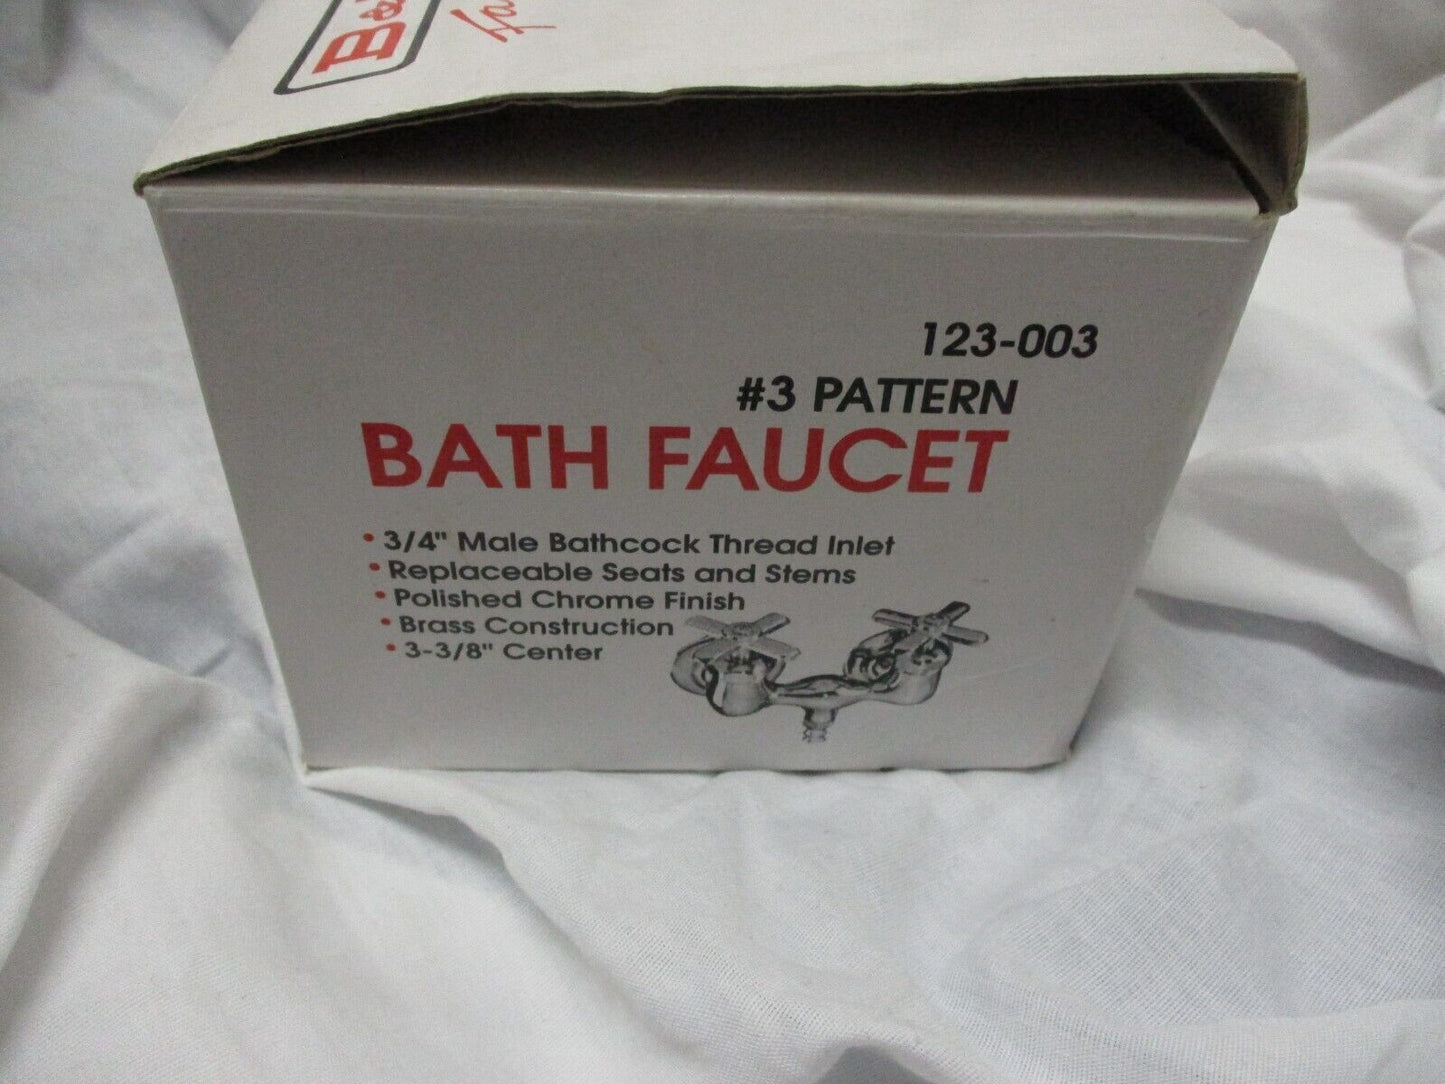 B&
Fa
123-003
#3 PATTERN
BATH FAUCET
• 3/4" Male Bathcock Thread Inlet
• Replaceable Seats and Stems
• Polished Chrome Finish
• Brass Construction
• 3-3/8" Center